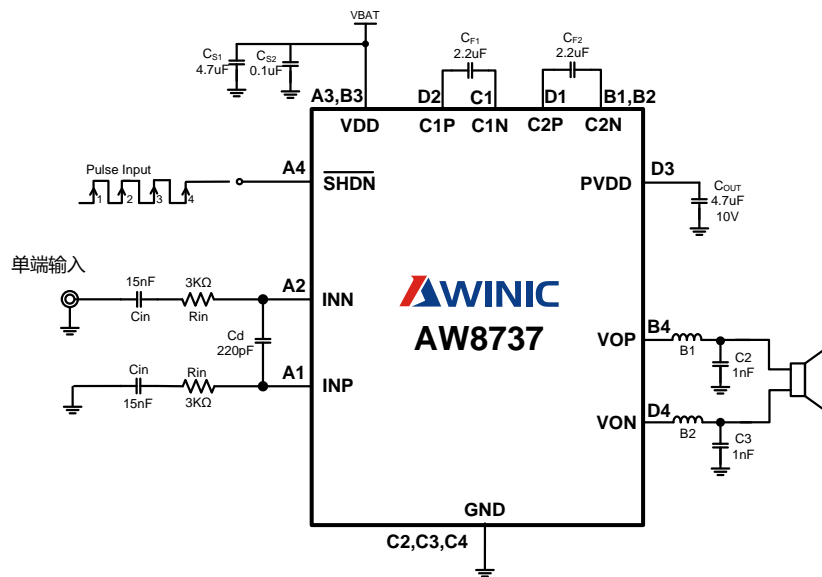 VBAT
CS1
4.7uF
CS2
0.1uF
CF1
2.2uF
CF2
2.2uF
A3,B3
D2
C1
D1
B1,B2
VDD
C1P
C1N
C2P
C2N
Pulse Input
1
2
3
4
A4
SHDN
PVDD
D3
COUT
4.7uF
10V
单端输入
15nF
Cin
3KΩ
Rin
A2
INN
Cd
220pF
Cin
15nF
Rin
3KΩ
A1
INP
AWINIC
AW8737
VOP
B4
B1
C2
1nF
VON
D4
B2
C3
1nF
GND
C2,C3,C4